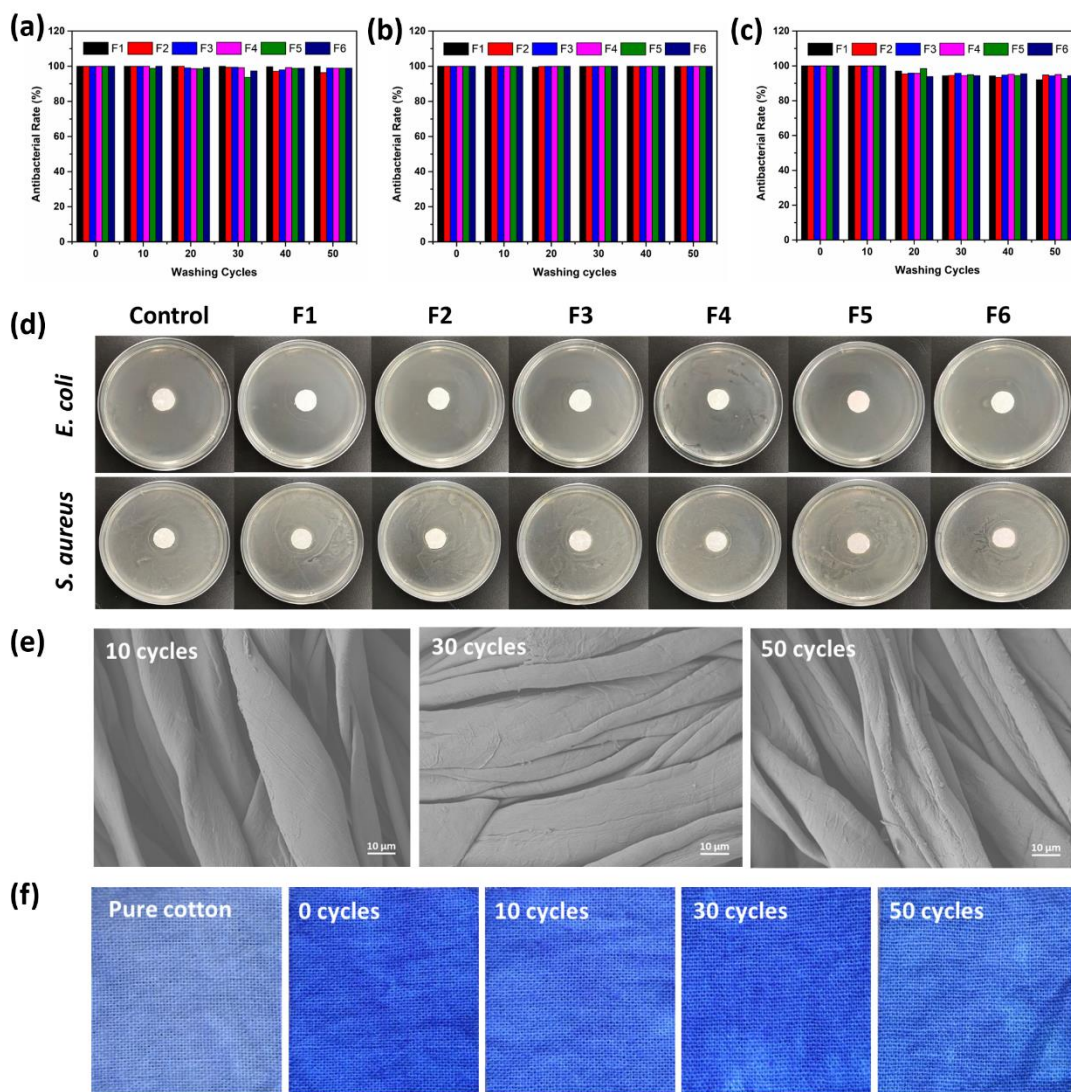 (a)
F1 F2 F3 F4 F5 F6
120
100
80
60
40
20
0
Antibacterial Rate (%)
0 10 20 30 40 50
Washing Cycles
(b)
F1 F2 F3 F4 F5 F6
120
100
80
60
40
20
0
Antibacterial Rate (%)
0 10 20 30 40 50
Washing cycles
(c)
F1 F2 F3 F4 F5 F6
120
100
80
60
40
20
0
Antibacterial Rate (%)
0 10 20 30 40 50
Washing Cycles
(d)
Control F1 F2 F3 F4 F5 F6
E. coli
S. aureus
(e)
10 cycles
10 μm
30 cycles
10 μm
50 cycles
10 μm
(f)
Pure cotton
0 cycles
10 cycles
30 cycles
50 cycles